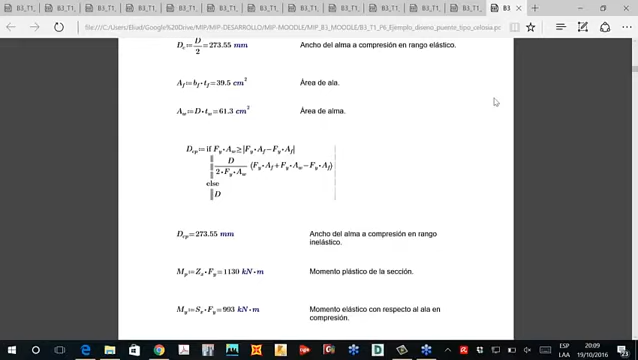 B3_T1_ B3_T1_ B3_T1_ B3_T1_ B3_T1_ B3_T1_ B3_T1_ B3_T1_ B3_T1_ B3_T1_ B3
file:///C:/Users/Eliud/Google%20Drive/MIP/MIP-DESARROLLO/MIP-MOODLE/MIP_B3_MOODLE/B3_T1_P6_Ejemplo_diseno_puente_tipo_celosia.pc
D_c := D/2 = 273.55 mm Ancho del alma a compresión en rango elástico.
A_f := b_f · t_f = 39.5 cm² Área de ala.
A_w := D · t_w = 61.3 cm² Área de alma.
D_cp := if F_y · A_w ≥ |F_y · A_f − F_y · A_f|
D/(2 · F_y · A_w) (F_y · A_f + F_y · A_w − F_y · A_f)
else
D
D_cp = 273.55 mm Ancho del alma a compresión en rango
inelástico.
M_p := Z_x · F_y = 1130 kN · m Momento plástico de la sección.
M_y := S_x · F_y = 993 kN · m Momento elástico con respecto al ala en
compresión.
ESP 20:09
LAA 19/10/2016